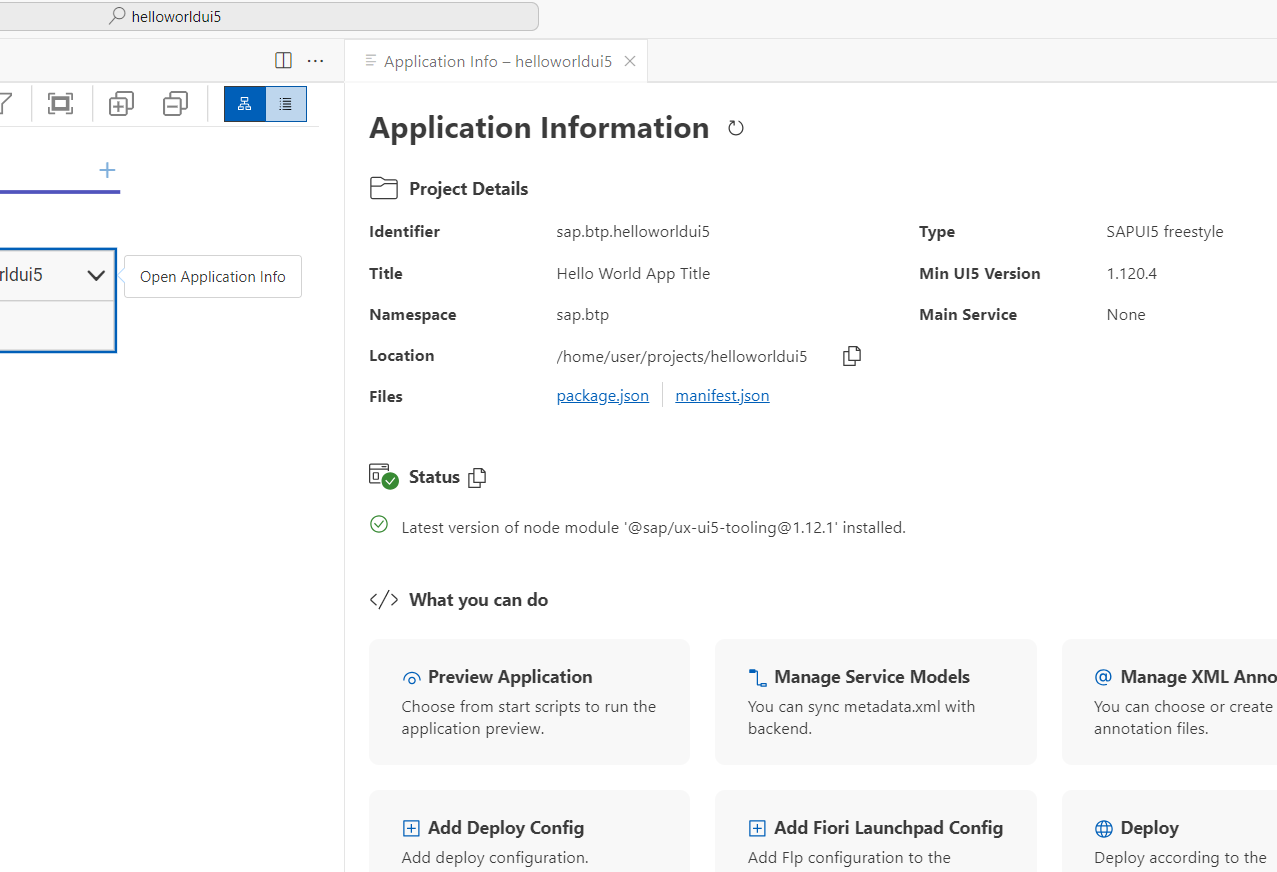 helloworldui5
Application Info – helloworldui5
Application Information
Project Details
Identifier sap.btp.helloworldui5 Type SAPUI5 freestyle
Title Hello World App Title Min UI5 Version 1.120.4
Namespace sap.btp Main Service None
Location /home/user/projects/helloworldui5
Files package.json manifest.json
rldui5
Open Application Info
Status
Latest version of node module '@sap/ux-ui5-tooling@1.12.1' installed.
</> What you can do
Preview Application
Choose from start scripts to run the
application preview.
Manage Service Models
You can sync metadata.xml with
backend.
Manage XML Anno
You can choose or create
annotation files.
Add Deploy Config
Add deploy configuration.
Add Fiori Launchpad Config
Add Flp configuration to the
Deploy
Deploy according to the